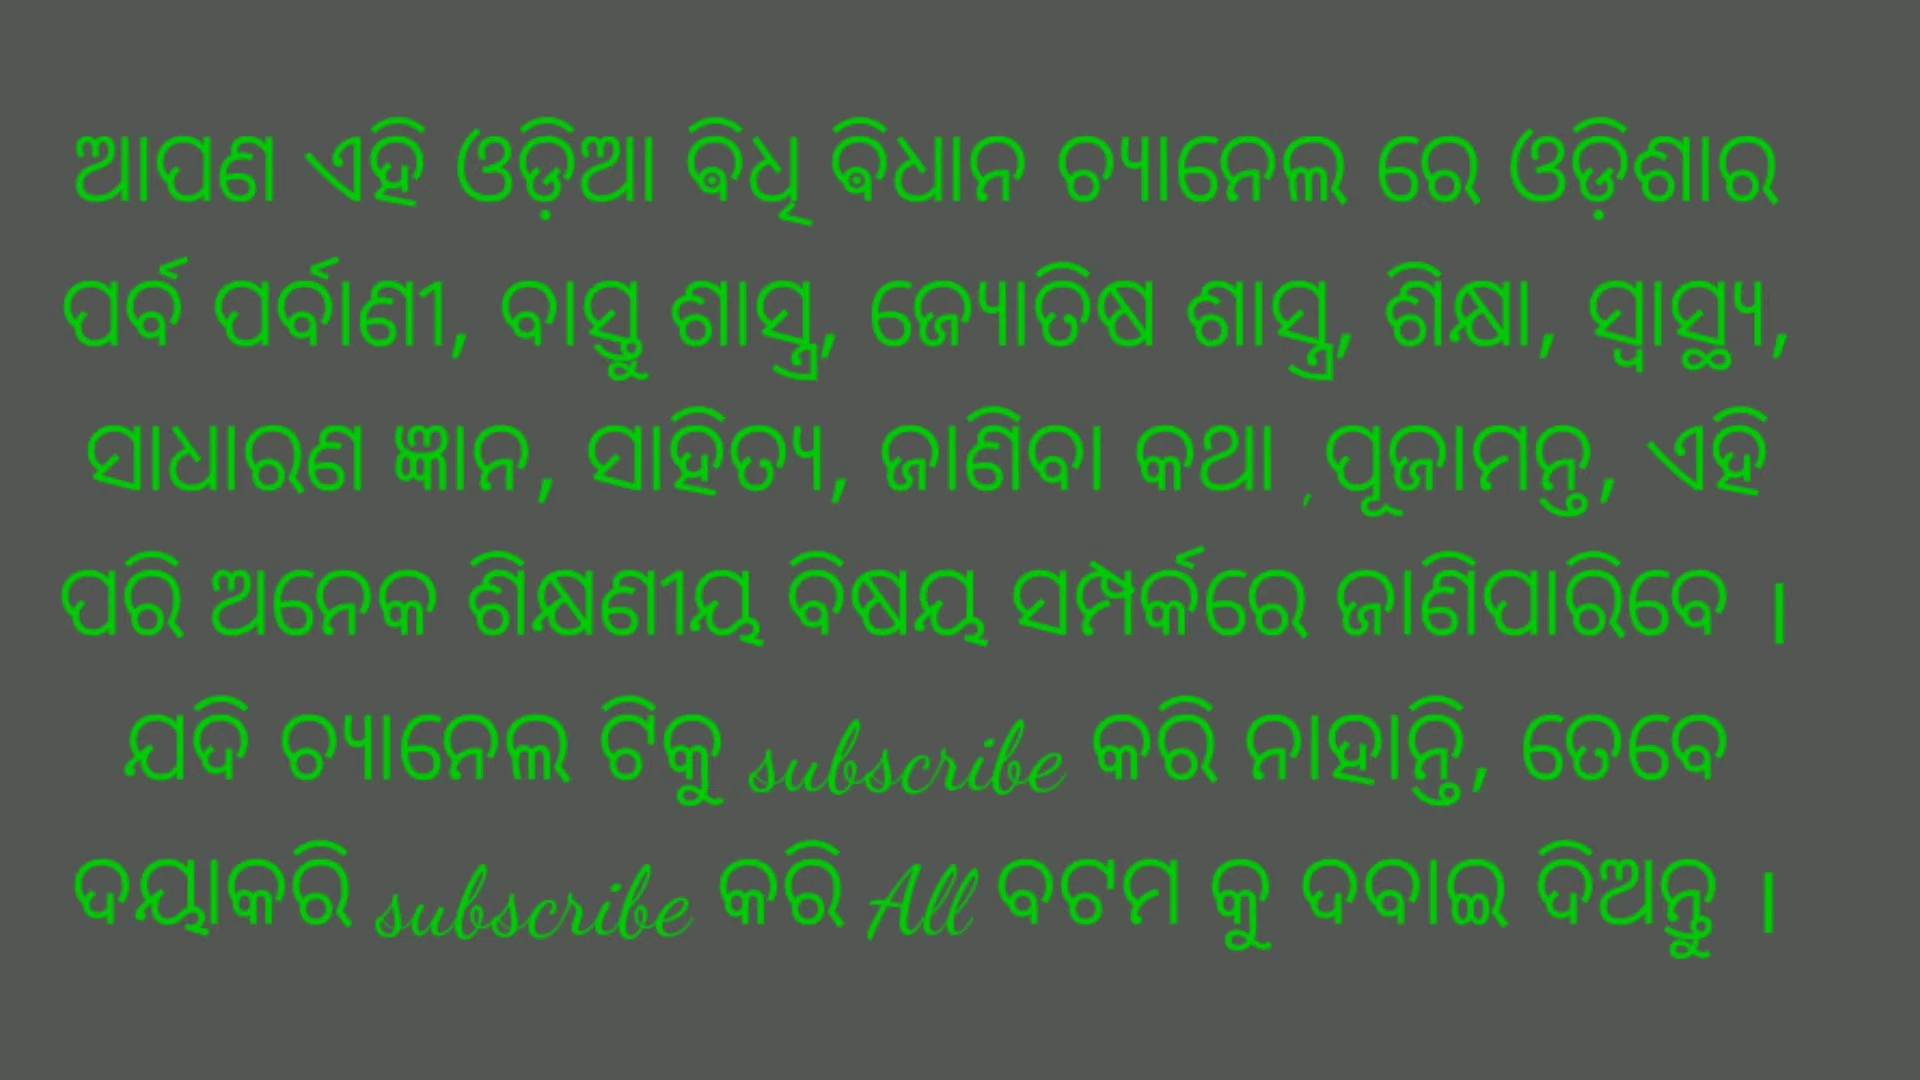 ଆପଣ ଏହି ଓଡ଼ିଆ ଵିଧି ଵିଧାନ ଚ୍ୟାନେଲ ରେ ଓଡ଼ିଶାର
ପର୍ବ ପର୍ବାଣୀ, ବାସ୍ତୁ ଶାସ୍ତ୍ର, ଜ୍ୟୋତିଷ ଶାସ୍ତ୍ର, ଶିକ୍ଷା, ସ୍ୱାସ୍ଥ୍ୟ,
ସାଧାରଣ ଜ୍ଞାନ, ସାହିତ୍ୟ, ଜାଣିବା କଥା , ପୂଜାମନ୍ତ୍ର, ଏହି
ପରି ଅନେକ ଶିକ୍ଷଣୀୟ ବିଷୟ ସମ୍ପର୍କରେ ଜାଣିପାରିବେ ।
ଯଦି ଚ୍ୟାନେଲ ଟିକୁ subscribe କରି ନାହାନ୍ତି, ତେବେ
ଦୟାକରି subscribe କରି All ବଟମ କୁ ଦବାଇ ଦିଅନ୍ତୁ ।